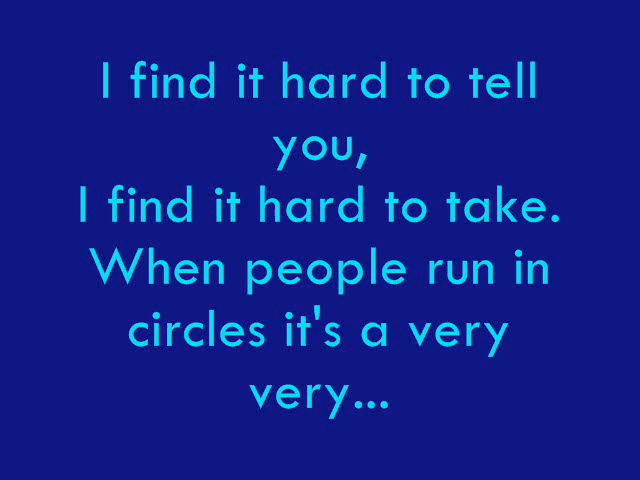 I find it hard to tell
you,
I find it hard to take.
When people run in
circles it's a very
very...